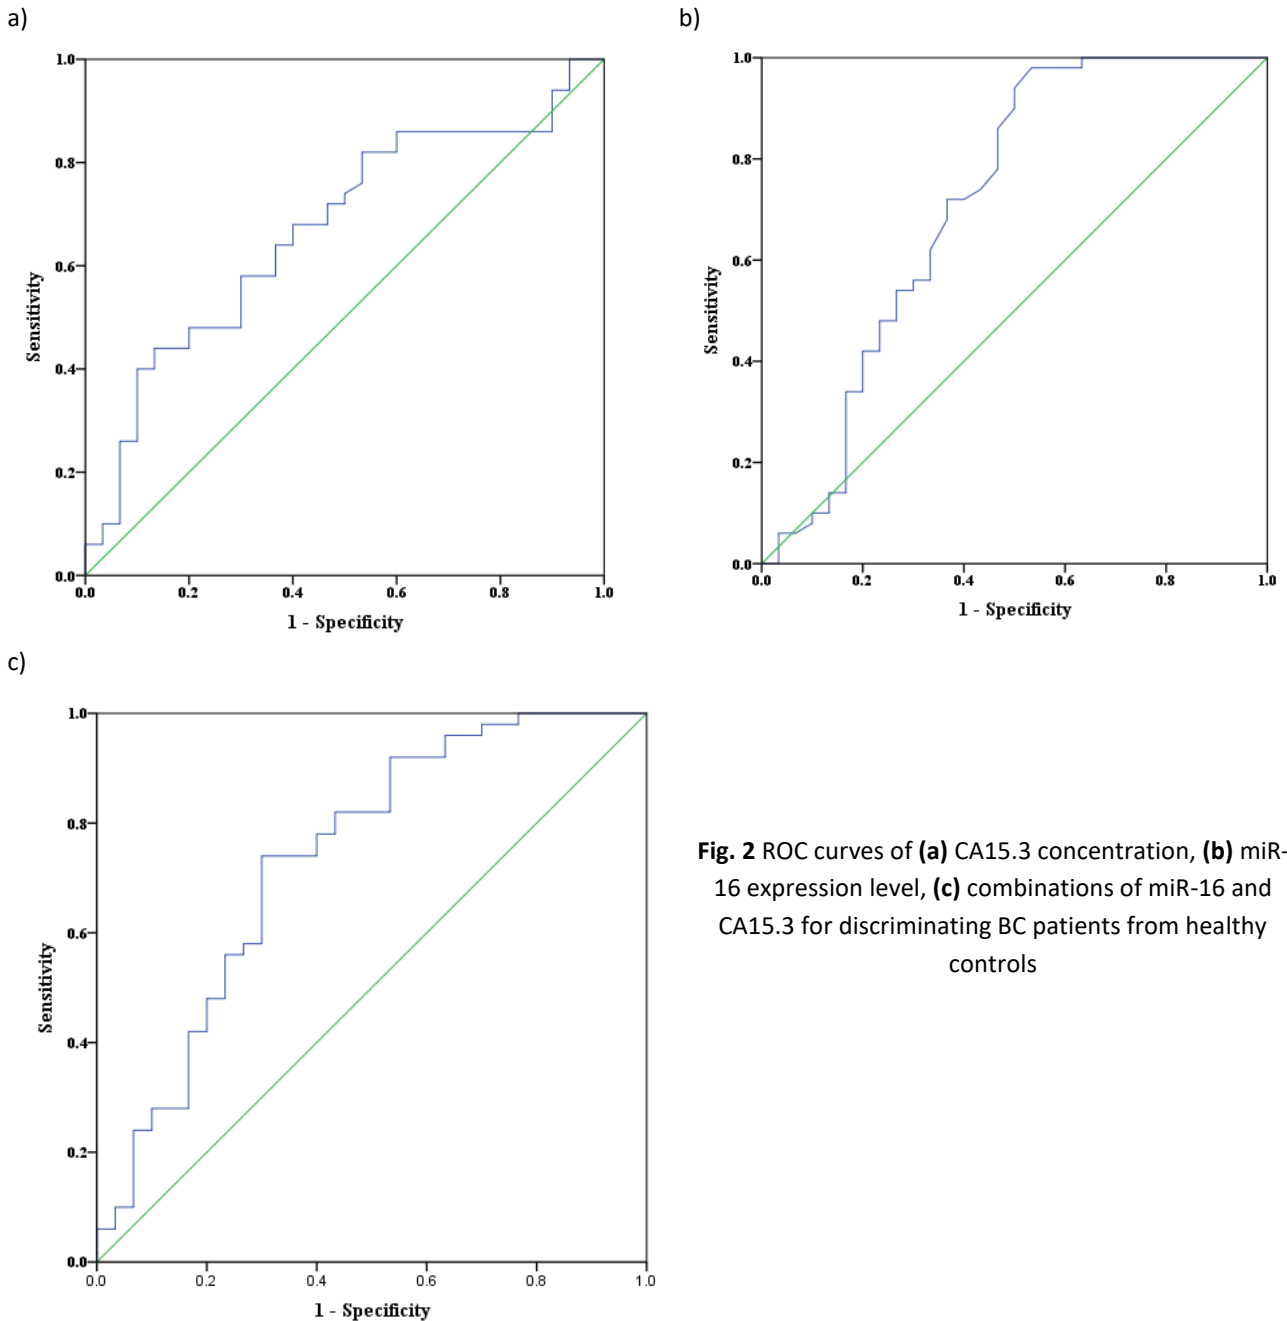 a)
1.0
0.8
0.6
0.4
0.2
0.0
Sensitivity
0.0 0.2 0.4 0.6 0.8 1.0
1 - Specificity
b)
1.0
0.8
0.6
0.4
0.2
0.0
Sensitivity
0.0 0.2 0.4 0.6 0.8 1.0
1 - Specificity
c)
1.0
0.8
0.6
0.4
0.2
0.0
Sensitivity
0.0 0.2 0.4 0.6 0.8 1.0
1 - Specificity
Fig. 2 ROC curves of (a) CA15.3 concentration, (b) miR-
16 expression level, (c) combinations of miR-16 and
CA15.3 for discriminating BC patients from healthy
controls